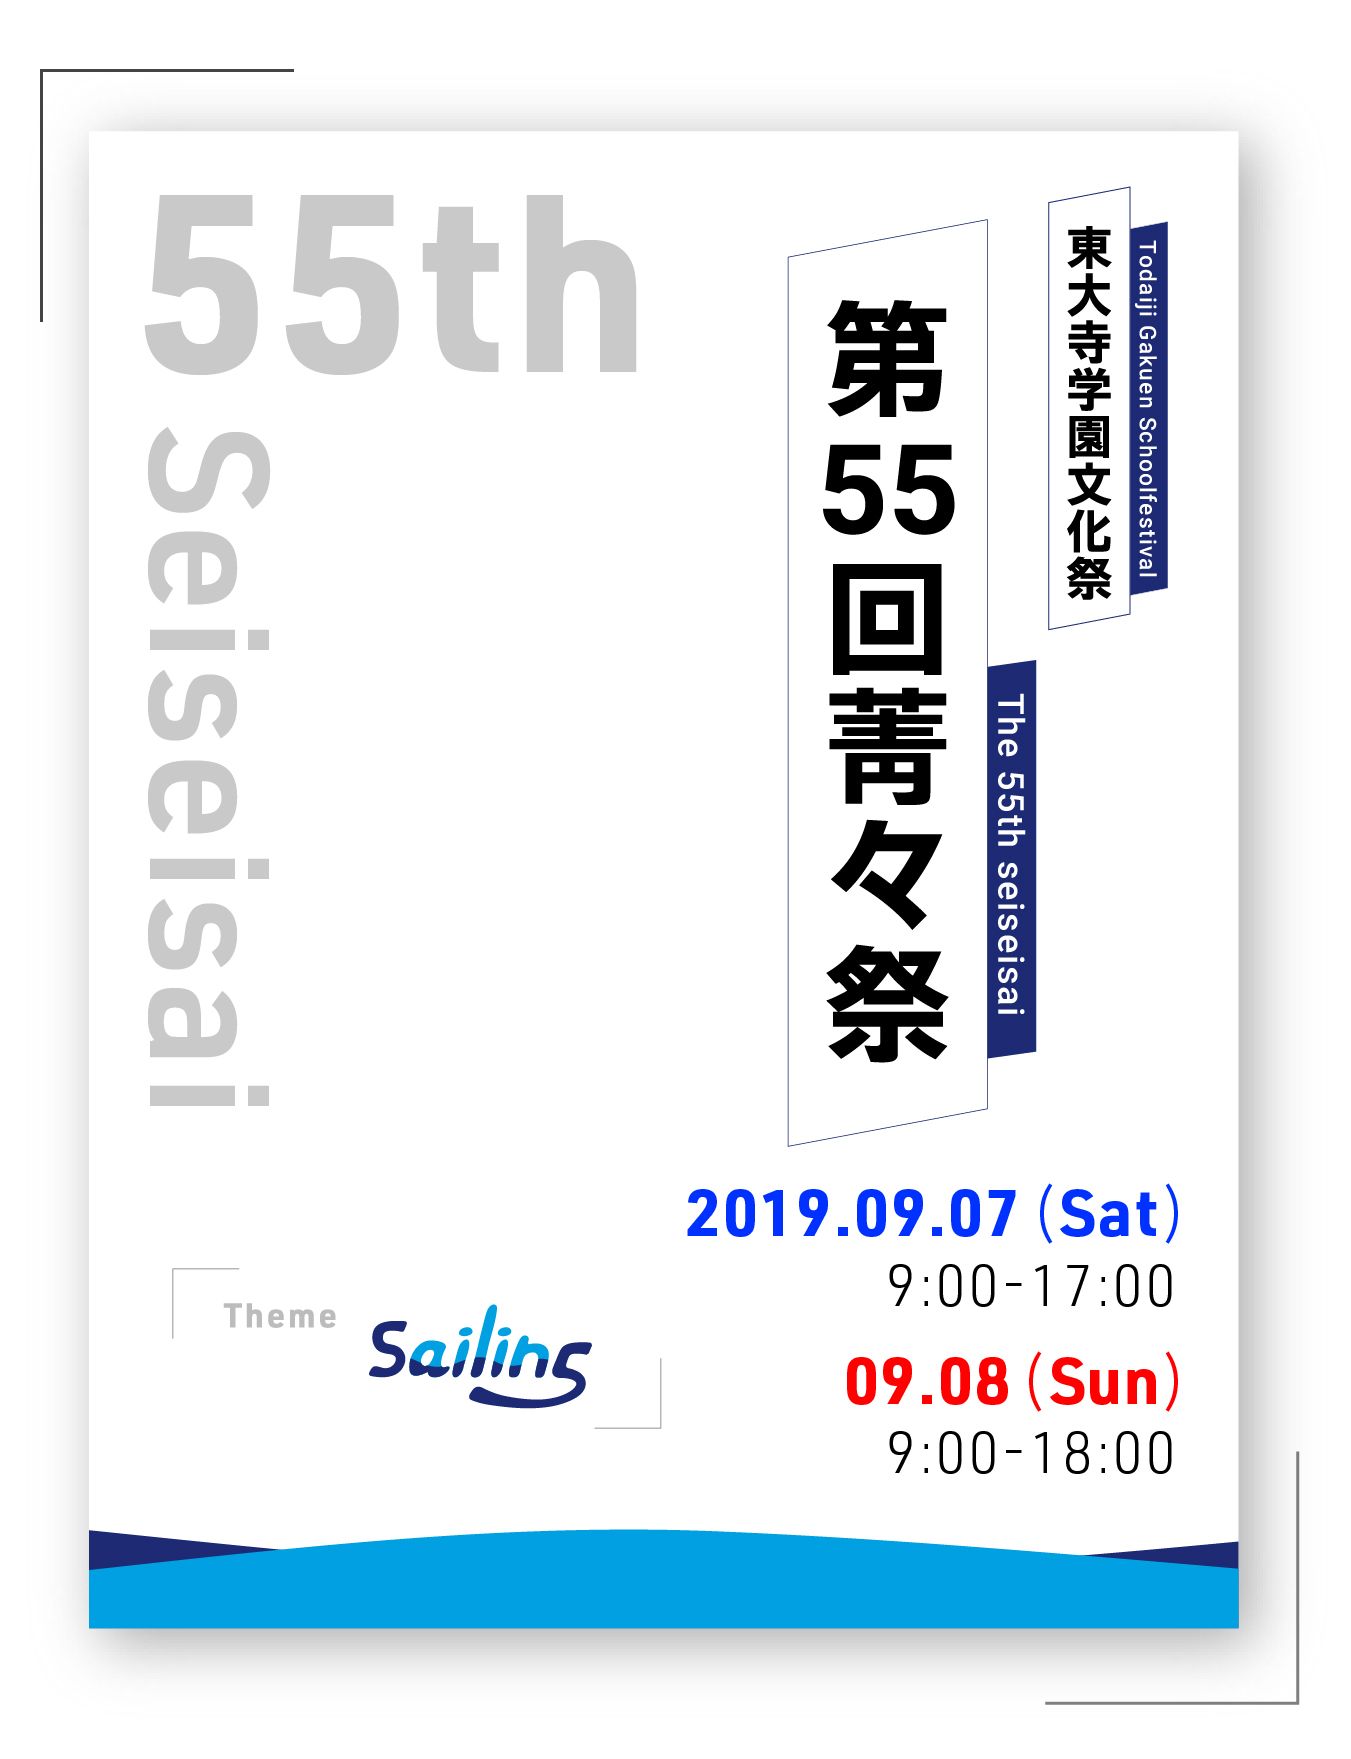 55th
Seiseisai
東大寺学園文化祭
Todaiji Gakuen Schoolfestival
第55回菁々祭
The 55th seiseisai
2019.09.07 (Sat)
9:00-17:00
09.08 (Sun)
9:00-18:00
Theme
Sailing